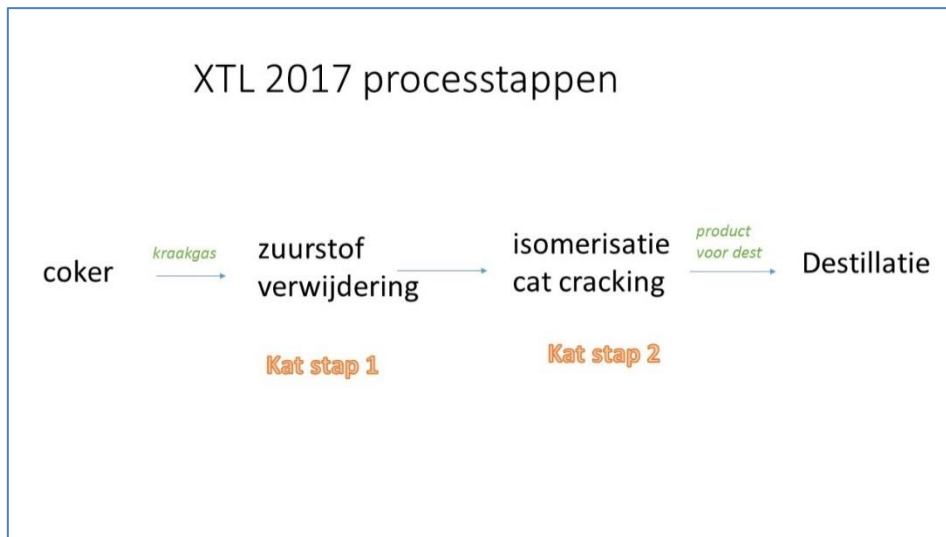 XTL 2017 processtappen
coker
kraakgas
zuurstof
verwijdering
isomerisatie
cat cracking
product
voor dest
Destillatie
Kat stap 1
Kat stap 2